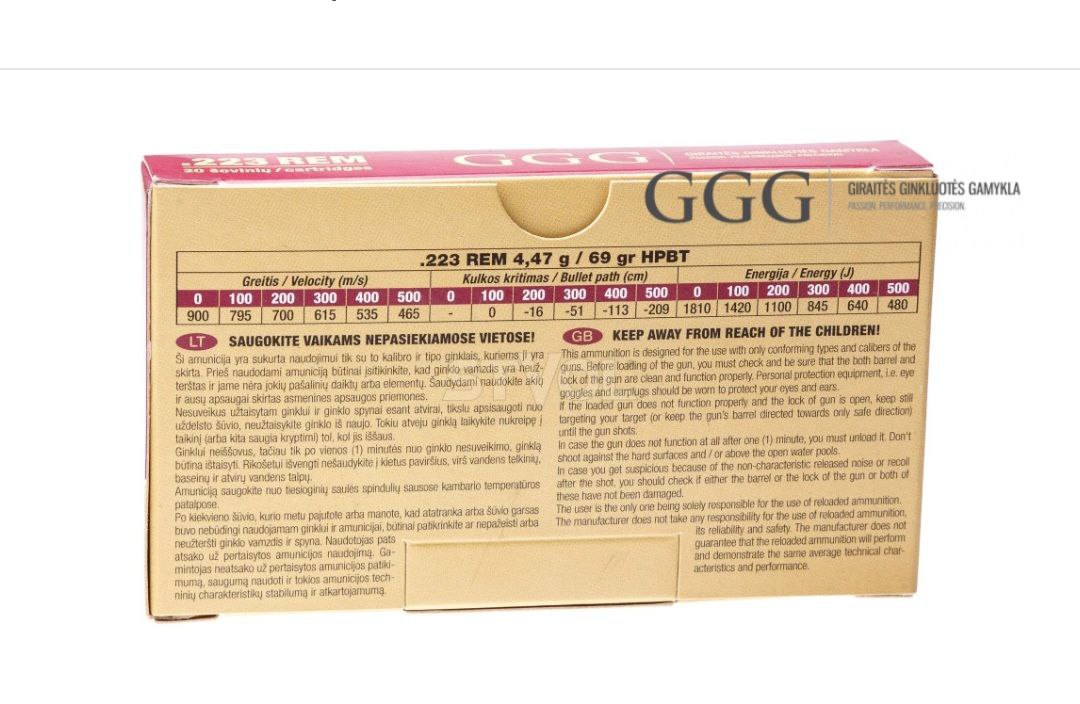 .223 REM
20 šovinių / cartridges
GGG
GIRAITĖS GINKLUOTĖS GAMYKLA
PASSION. PERFORMANCE. PRECISION.
GGG
GIRAITĖS GINKLUOTĖS GAMYKLA
PASSION. PERFORMANCE. PRECISION.
.223 REM 4,47 g / 69 gr HPBT
Greitis / Velocity (m/s) Kulkos kritimas / Bullet path (cm) Energija / Energy (J)
0 100 200 300 400 500 0 100 200 300 400 500 0 100 200 300 400 500
900 795 700 615 535 465 - 0 -16 -51 -113 -209 1810 1420 1100 845 640 480
LT SAUGOKITE VAIKAMS NEPASIEKIAMOSE VIETOSE!
Ši amunicija yra sukurta naudojimui tik su to kalibro ir tipo ginklais, kuriems ji yra
skirta. Prieš naudodami amuniciją būtinai įsitikinkite, kad ginklo vamzdis yra neuž-
terštas ir jame nėra jokių pašalinių daiktų arba elementų. Šaudydami naudokite akių
ir ausų apsaugai skirtas asmenines apsaugos priemones.
Nesuveikus užtaisytam ginklui ir ginklo spynai esant atvirai, tikslu apsisaugoti nuo
uždelsto šūvio, neužtaisykite ginklo iš naujo. Tokiu atveju ginklą laikykite nukreipę į
taikinį (arba kita saugia kryptimi) tol, kol jis iššaus.
Ginklui neiššovus, tačiau tik po vienos (1) minutės nuo ginklo nesuveikimo, ginklą
būtina ištaisyti. Rikošetui išvengti nešaudykite į kietus paviršius, virš vandens telkinių,
baseinų ir atvirų vandens talpų.
Amuniciją saugokite nuo tiesioginių saulės spindulių sausose kambario temperatūros
patalpose.
Po kiekvieno šūvio, kurio metu pajutote arba manote, kad atatranka arba šūvio garsas
buvo nebūdingi naudojamam ginklui ir amunicijai, būtinai patikrinkite ar nepažeisti arba
neužteršti ginklo vamzdis ir spyna. Naudotojas pats
atsako už pertaisytos amunicijos naudojimą. Ga-
mintojas neatsako už pertaisytos amunicijos patiki-
mumą, saugumą naudoti ir tokios amunicijos tech-
ninių charakteristikų stabilumą ir atkartojamumą.
GB KEEP AWAY FROM REACH OF THE CHILDREN!
This ammunition is designed for the use with only conforming types and calibers of the
guns. Before loading of the gun, you must check and be sure that the both barrel and
lock of the gun are clean and function properly. Personal protection equipment, i.e. eye
goggles and earplugs should be worn to protect your eyes and ears.
If the loaded gun does not function properly and the lock of gun is open, keep still
targeting your target (or keep the gun's barrel directed towards only safe direction)
until the gun shots.
In case the gun does not function at all after one (1) minute, you must unload it. Don't
shoot against the hard surfaces and / or above the open water pools.
In case you get suspicious because of the non-characteristic released noise or recoil
after the shot, you should check if either the barrel or the lock of the gun or both of
these have not been damaged.
The user is the only one being solely responsible for the use of reloaded ammunition.
The manufacturer does not take any responsibility for the use of reloaded ammunition,
its reliability and safety. The manufacturer does not
guarantee that the reloaded ammunition will perform
and demonstrate the same average technical char-
acteristics and performance.